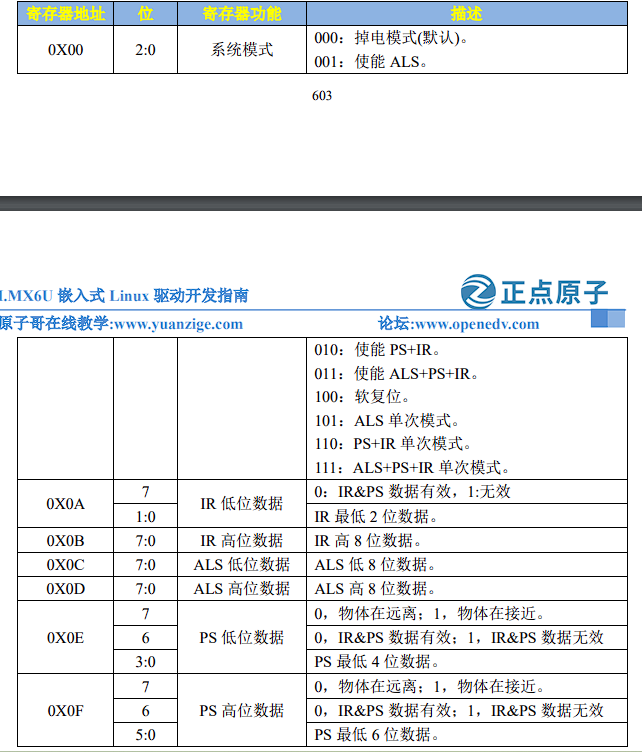 寄存器地址 位 寄存器功能 描述
0X00 2:0 系统模式 000：掉电模式(默认)。
001：使能 ALS。
603
I.MX6U 嵌入式 Linux 驱动开发指南
正点原子
原子哥在线教学:www.yuanzige.com 论坛:www.openedv.com
010：使能 PS+IR。
011：使能 ALS+PS+IR。
100：软复位。
101：ALS 单次模式。
110：PS+IR 单次模式。
111：ALS+PS+IR 单次模式。
0X0A 7 IR 低位数据 0：IR&PS 数据有效，1:无效
1:0 IR 最低 2 位数据。
0X0B 7:0 IR 高位数据 IR 高 8 位数据。
0X0C 7:0 ALS 低位数据 ALS 低 8 位数据。
0X0D 7:0 ALS 高位数据 ALS 高 8 位数据。
0X0E 7 PS 低位数据 0，物体在远离；1，物体在接近。
6 0，IR&PS 数据有效；1，IR&PS 数据无效
3:0 PS 最低 4 位数据。
0X0F 7 PS 高位数据 0，物体在远离；1，物体在接近。
6 0，IR&PS 数据有效；1，IR&PS 数据无效
5:0 PS 最低 6 位数据。